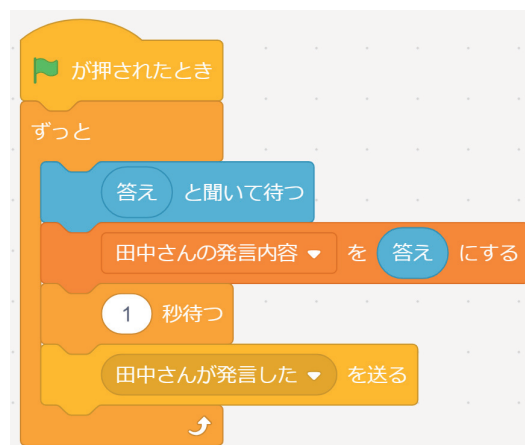 が押されたとき
ずっと
答え と聞いて待つ
田中さんの発言内容 を 答え にする
1 秒待つ
田中さんが発言した を送る